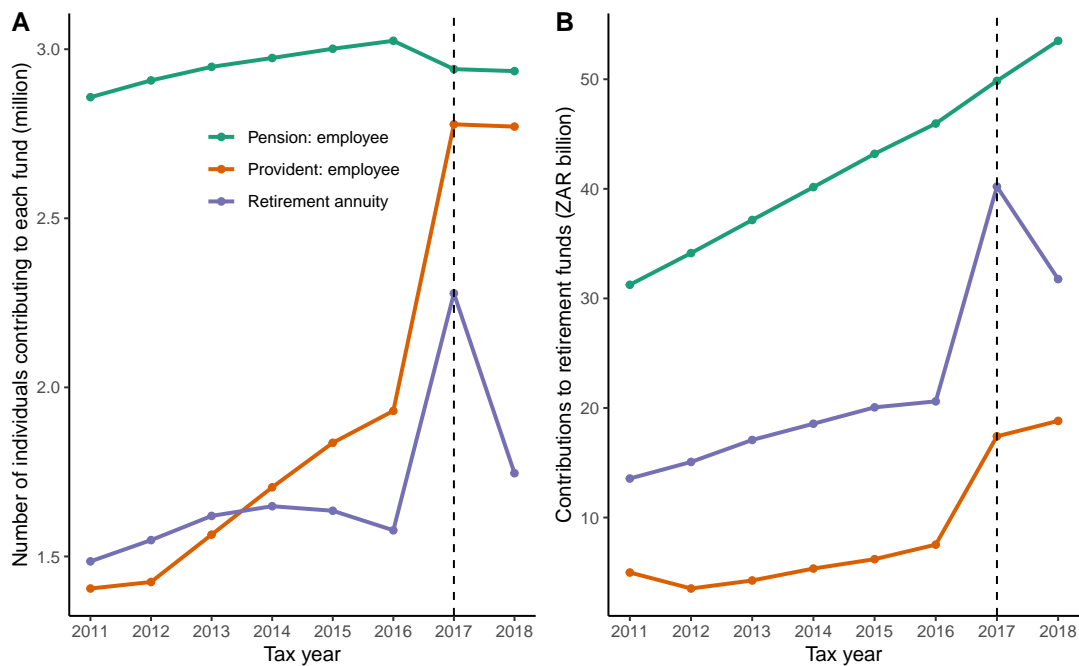 A
Number of individuals contributing to each fund (million)
3.0
2.5
2.0
1.5
Pension: employee
Provident: employee
Retirement annuity
2011 2012 2013 2014 2015 2016 2017 2018
Tax year
B
Contributions to retirement funds (ZAR billion)
50
40
30
20
10
2011 2012 2013 2014 2015 2016 2017 2018
Tax year